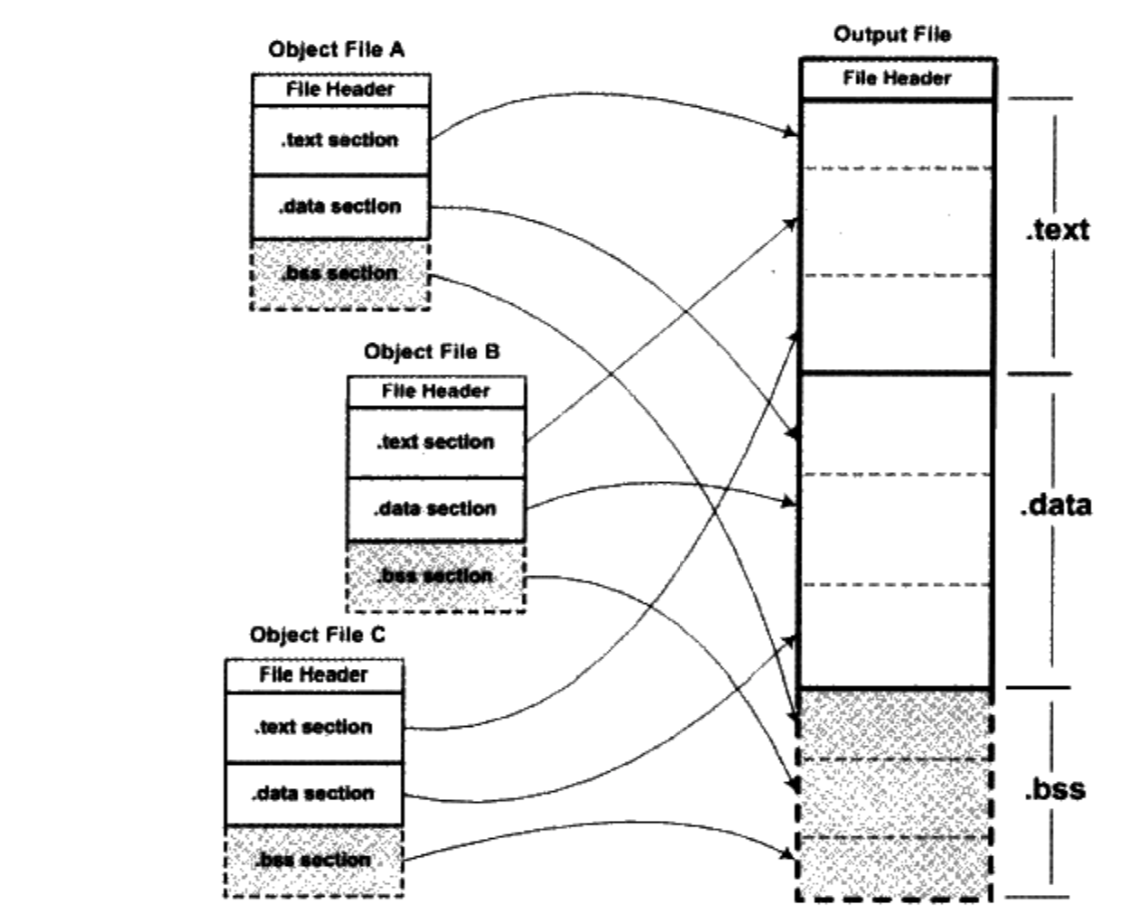 Object File A
File Header
.text section
.data section
.bss section
Object File B
File Header
.text section
.data section
.bss section
Object File C
File Header
.text section
.data section
.bss section
Output File
File Header
.text
.data
.bss